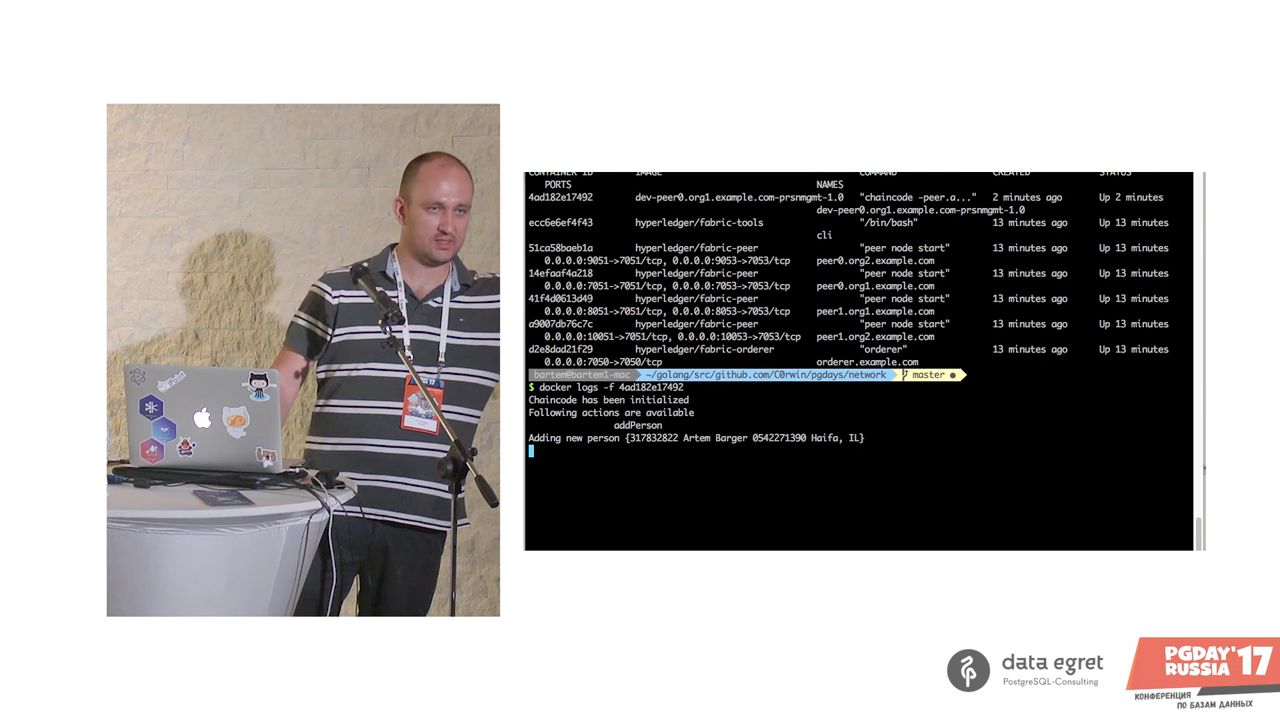 CONTAINER ID IMAGE COMMAND CREATED STATUS
PORTS NAMES
4ad182e17492 dev-peer0.org1.example.com-prsnmgmt-1.0 "chaincode -peer.a..." 2 minutes ago Up 2 minutes
dev-peer0.org1.example.com-prsnmgmt-1.0
ecc6e6ef4f43 hyperledger/fabric-tools "/bin/bash" 13 minutes ago Up 13 minutes
cli
51ca58baeb1a hyperledger/fabric-peer "peer node start" 13 minutes ago Up 13 minutes
0.0.0.0:9051->7051/tcp, 0.0.0.0:9053->7053/tcp peer0.org2.example.com
14efaaf4a218 hyperledger/fabric-peer "peer node start" 13 minutes ago Up 13 minutes
0.0.0.0:7051->7051/tcp, 0.0.0.0:7053->7053/tcp peer0.org1.example.com
41f4d0613d49 hyperledger/fabric-peer "peer node start" 13 minutes ago Up 13 minutes
0.0.0.0:8051->7051/tcp, 0.0.0.0:8053->7053/tcp peer1.org1.example.com
a9007db76c7c hyperledger/fabric-peer "peer node start" 13 minutes ago Up 13 minutes
0.0.0.0:10051->7051/tcp, 0.0.0.0:10053->7053/tcp peer1.org2.example.com
d2e8dad21f29 hyperledger/fabric-orderer "orderer" 13 minutes ago Up 13 minutes
0.0.0.0:7050->7050/tcp orderer.example.com
bartem@bartem1-mac ~/golang/src/github.com/C0rwin/pgdays/network master ●
$ docker logs -f 4ad182e17492
Chaincode has been initialized
Following actions are available
addPerson
Adding new person {317832822 Artem Barger 0542271390 Haifa, IL}
data egret
PostgreSQL-Consulting
PGDAY'17
RUSSIA
КОНФЕРЕНЦИЯ
ПО БАЗАМ ДАННЫХ